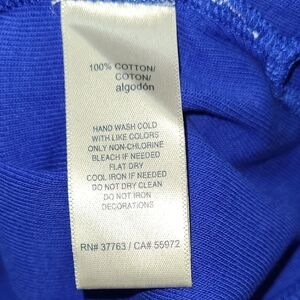 100% COTTON/
COTON/
algodón
HAND WASH COLD
WITH LIKE COLORS
ONLY NON-CHLORINE
BLEACH IF NEEDED
FLAT DRY
COOL IRON IF NEEDED
DO NOT DRY CLEAN
DO NOT IRON
DECORATIONS
RN# 37763 / CA# 55972